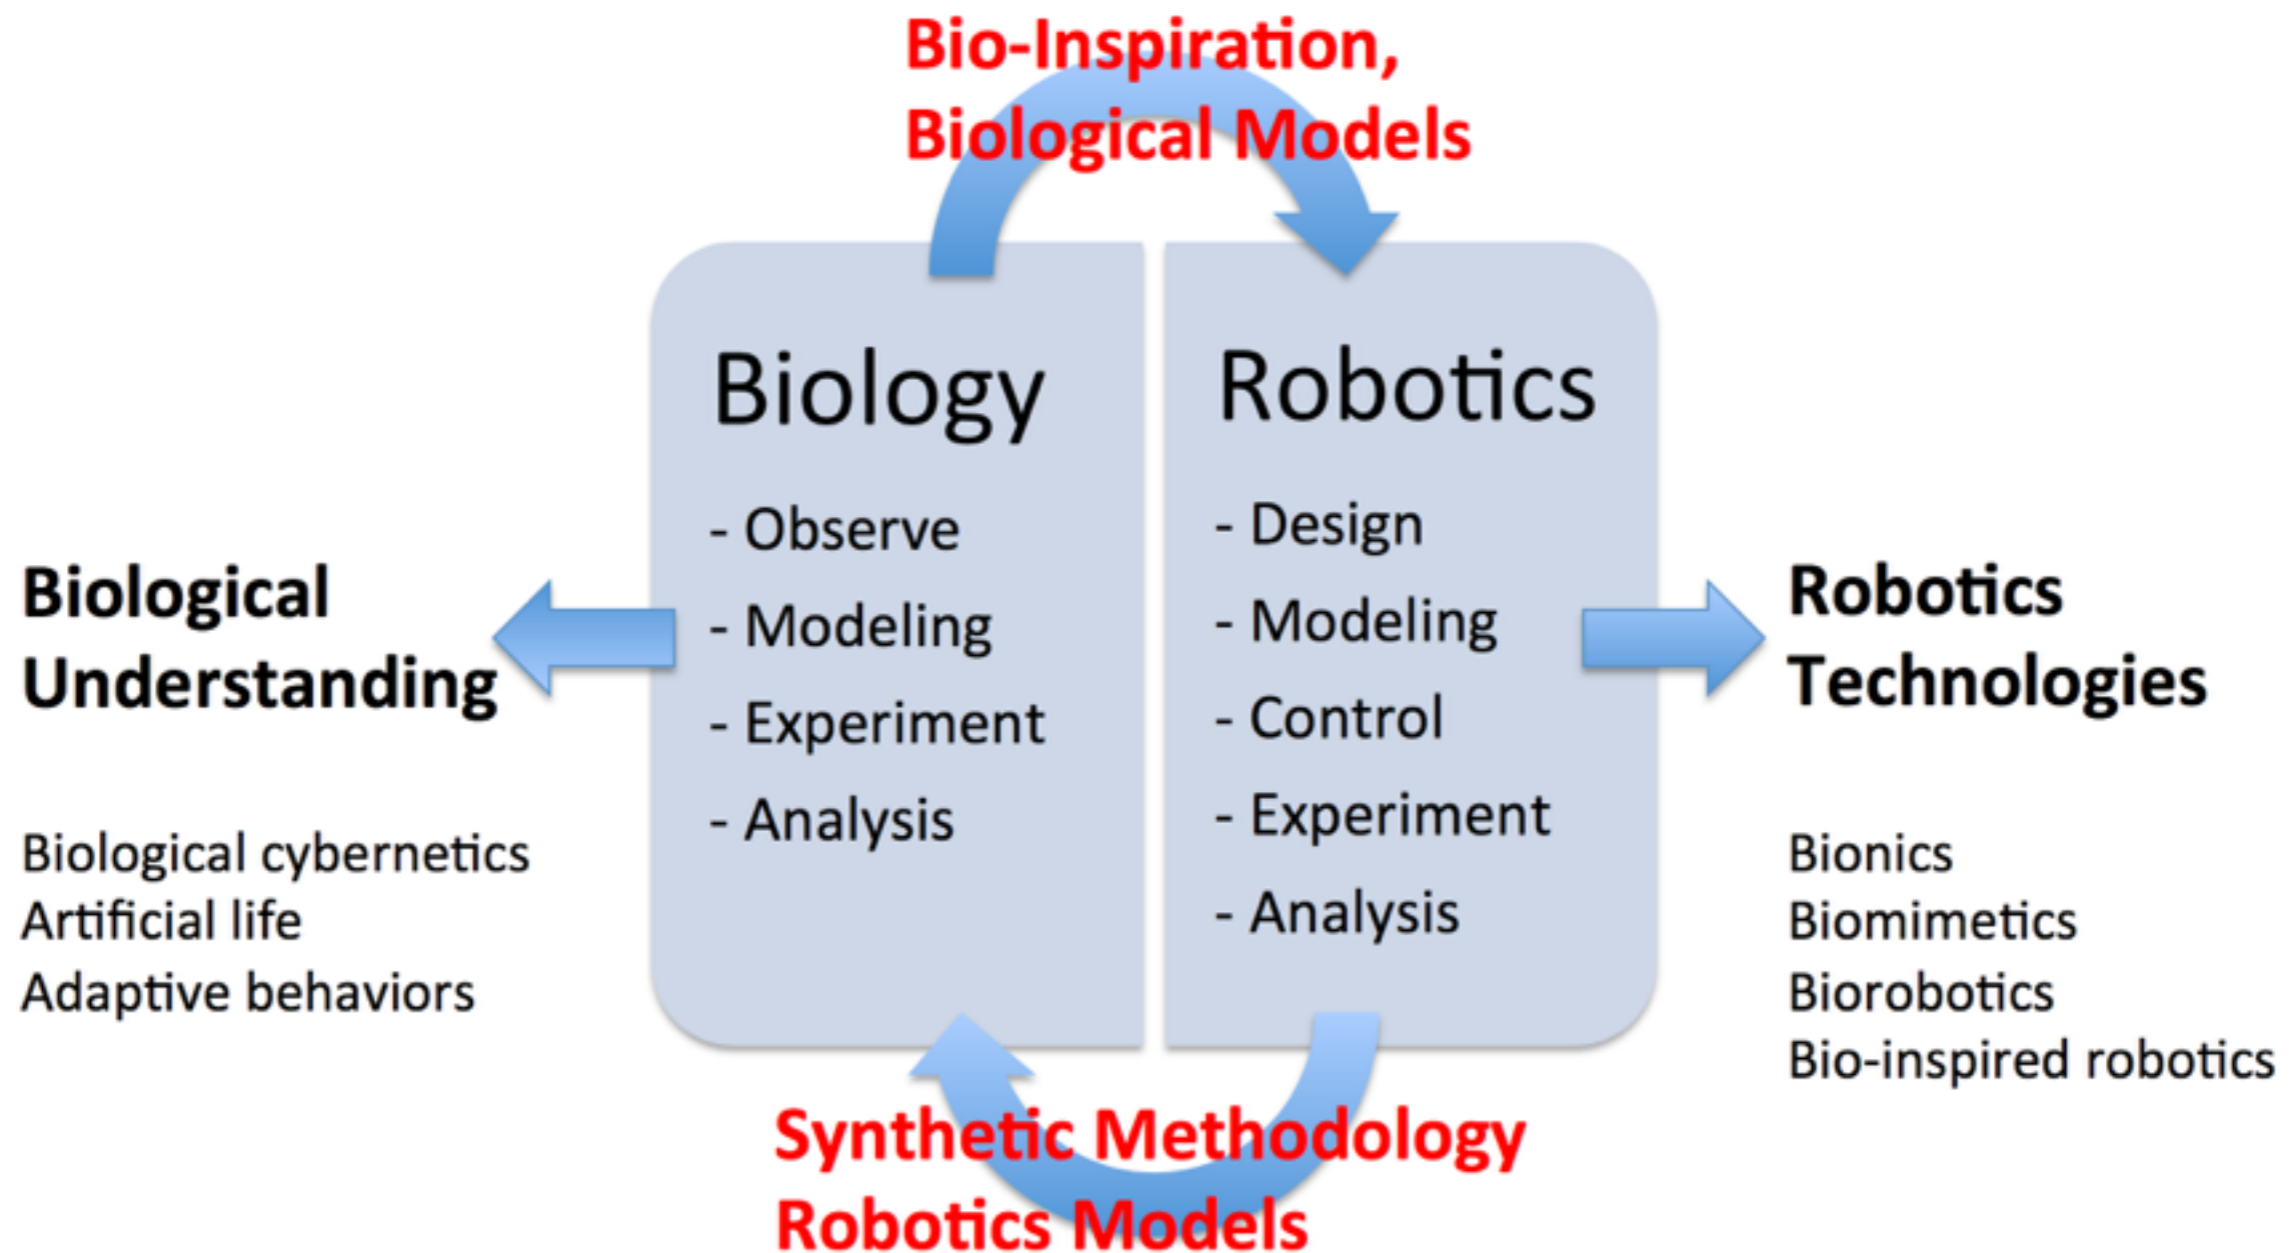 Bio-Inspiration,
Biological Models
Biology
- Observe
- Modeling
- Experiment
- Analysis
Robotics
- Design
- Modeling
- Control
- Experiment
- Analysis
Biological
Understanding
Biological cybernetics
Artificial life
Adaptive behaviors
Robotics
Technologies
Bionics
Biomimetics
Biorobotics
Bio-inspired robotics
Synthetic Methodology
Robotics Models